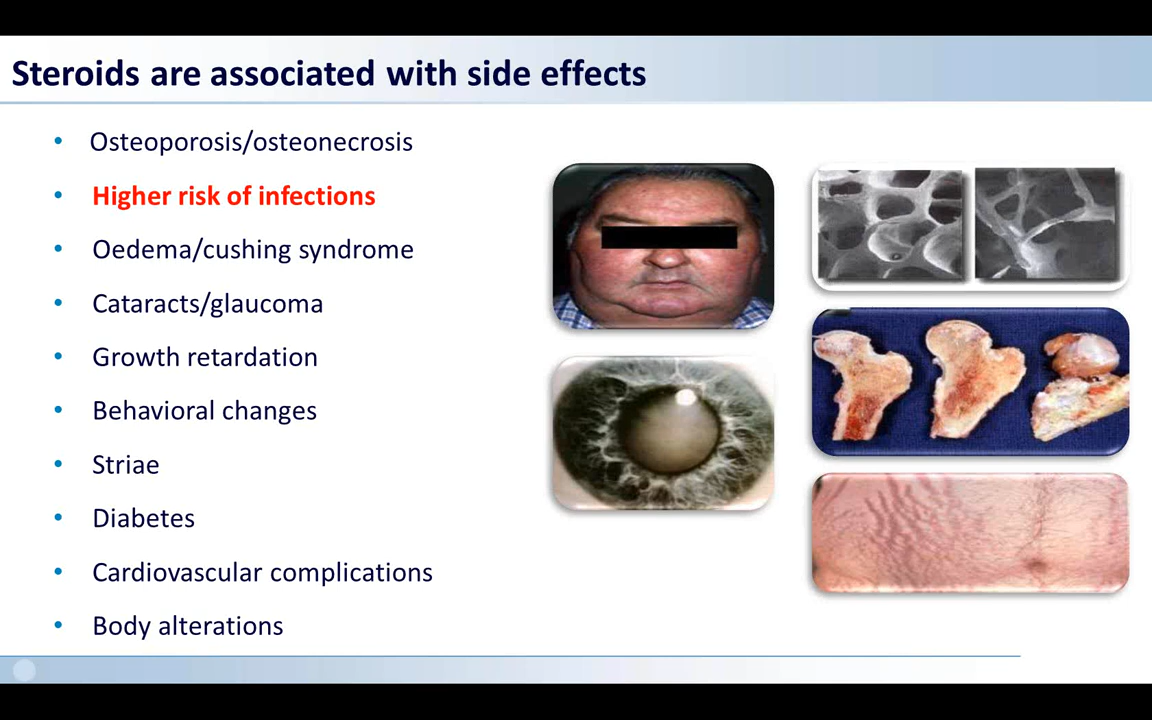 Steroids are associated with side effects
• Osteoporosis/osteonecrosis
• Higher risk of infections
• Oedema/cushing syndrome
• Cataracts/glaucoma
• Growth retardation
• Behavioral changes
• Striae
• Diabetes
• Cardiovascular complications
• Body alterations